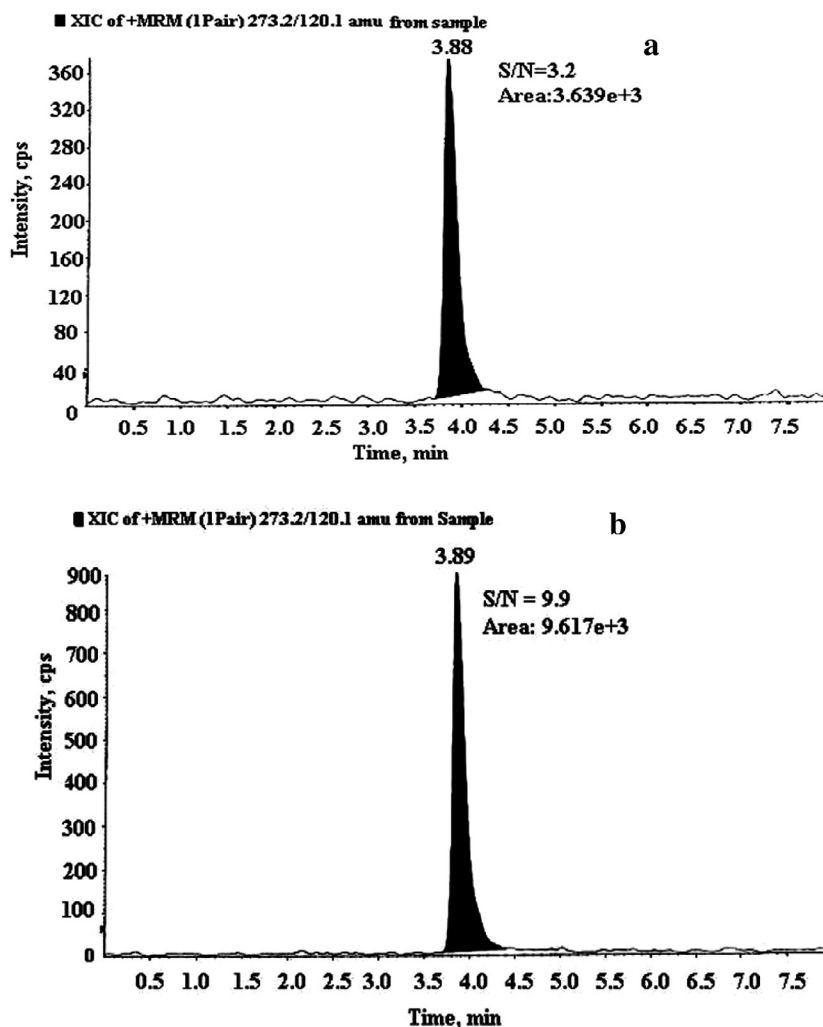 ■ XIC of +MRM (1Pair) 273.2/120.1 amu from sample
a
3.88
S/N=3.2
Area:3.639e+3
360
320
280
240
200
160
120
80
40
0
Intensity, cps
0.5 1.0 1.5 2.0 2.5 3.0 3.5 4.0 4.5 5.0 5.5 6.0 6.5 7.0 7.5
Time, min
■ XIC of +MRM (1Pair) 273.2/120.1 amu from Sample
b
3.89
S/N = 9.9
Area: 9.617e+3
900
800
700
600
500
400
300
200
100
0
Intensity, cps
0.5 1.0 1.5 2.0 2.5 3.0 3.5 4.0 4.5 5.0 5.5 6.0 6.5 7.0 7.5
Time, min